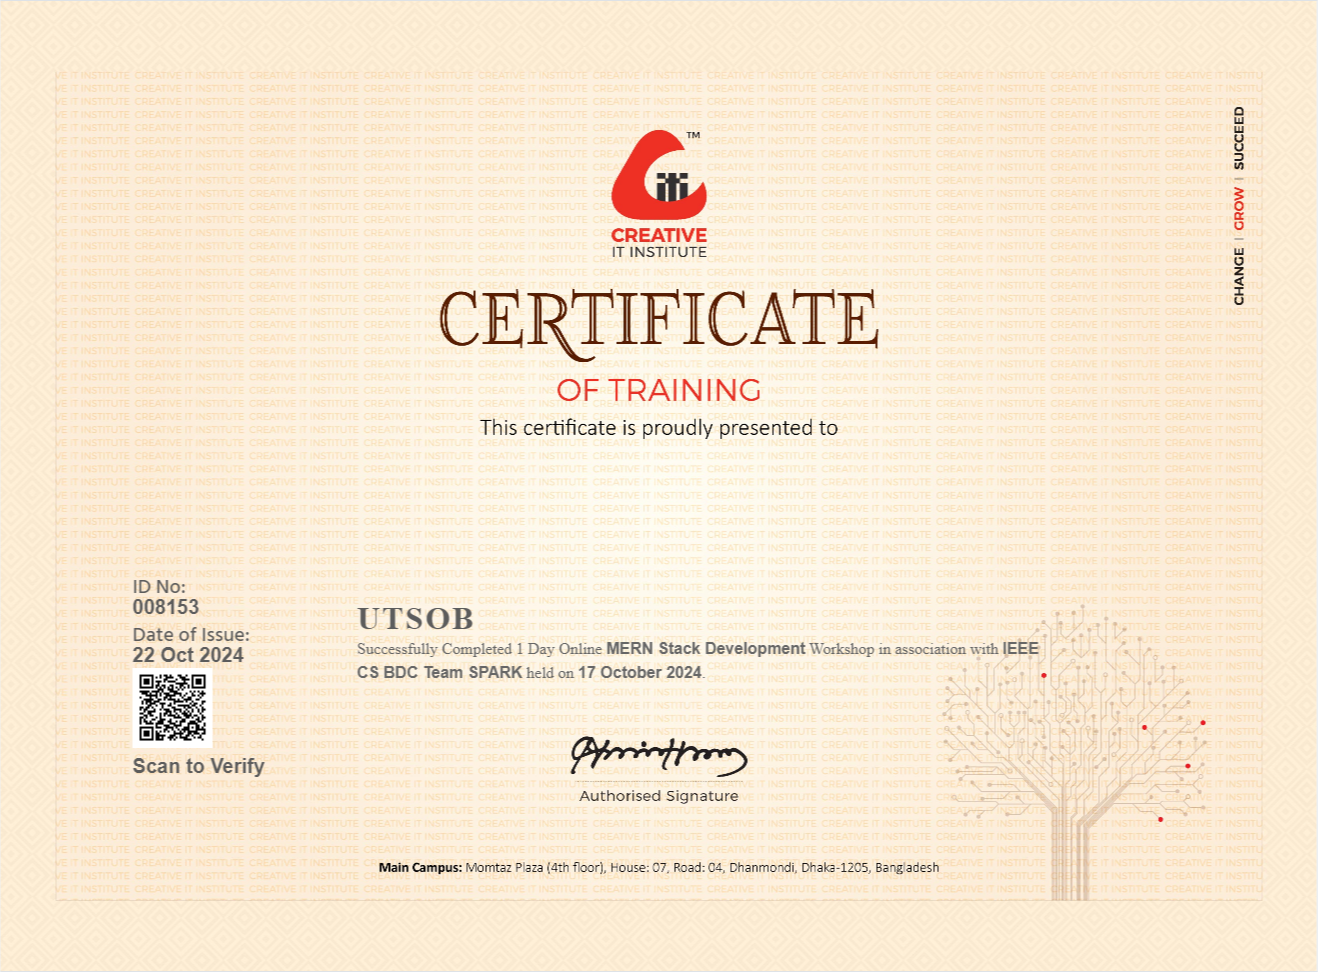 TM
iti
CREATIVE
IT INSTITUTE
CHANGE | GROW | SUCCEED
CERTIFICATE
OF TRAINING
This certificate is proudly presented to
ID No:
008153
Date of Issue:
22 Oct 2024
Scan to Verify
UTSOB
Successfully Completed 1 Day Online MERN Stack Development Workshop in association with IEEE
CS BDC Team SPARK held on 17 October 2024.
Authorised Signature
Main Campus: Momtaz Plaza (4th floor), House: 07, Road: 04, Dhanmondi, Dhaka-1205, Bangladesh